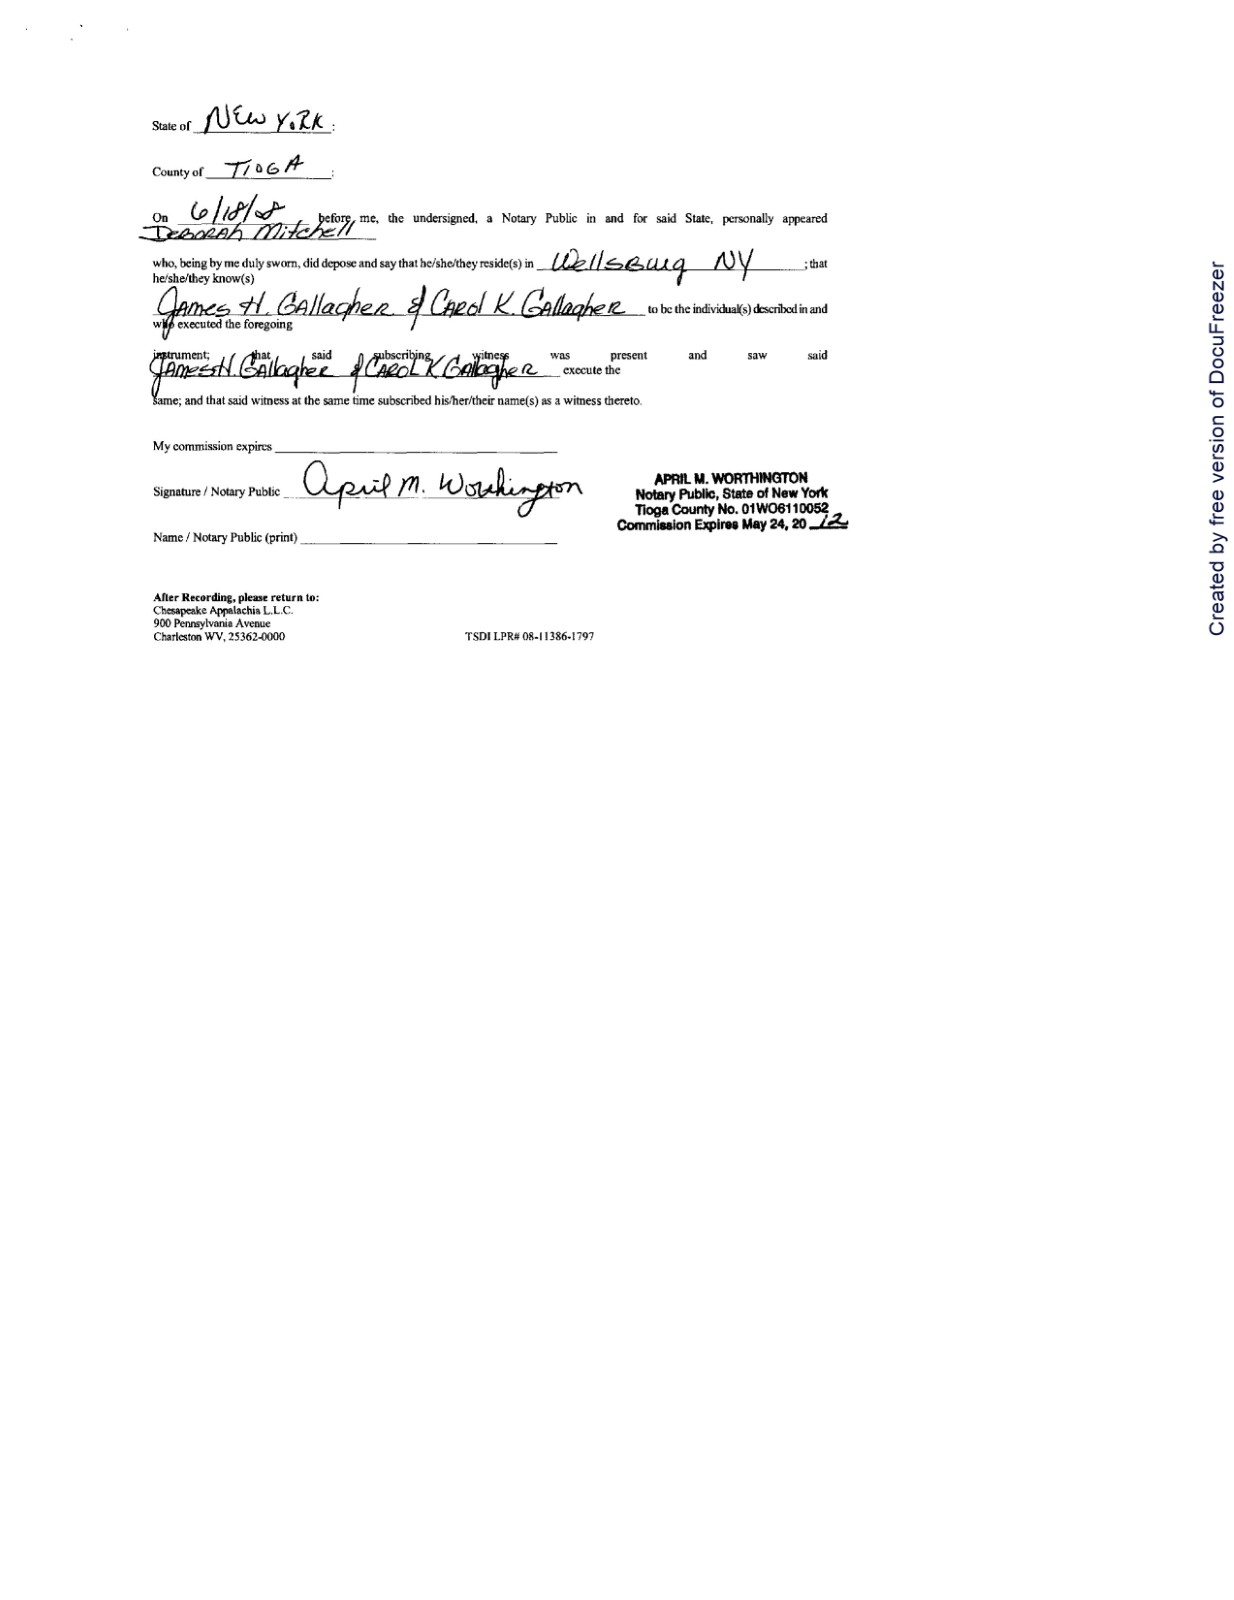 State of NEW YORK :
County of TIOGA :
On 6/18/08 , before me, the undersigned, a Notary Public in and for said State, personally appeared
DEBORAH MitchEll
who, being by me duly sworn, did depose and say that he/she/they reside(s) in WEllsBurg NY ; that
he/she/they know(s)
James H. GAllagher & CArol K. GAllagher to be the individual(s) described in and
who executed the foregoing
instrument; that said subscribing witness was present and saw said
JAmes H. GAllagher & CAROL K GAllagher execute the
same; and that said witness at the same time subscribed his/her/their name(s) as a witness thereto.
My commission expires
Signature / Notary Public April M. Worthington
APRIL M. WORTHINGTON
Notary Public, State of New York
Tioga County No. 01WO6110052
Commission Expires May 24, 20 12
Name / Notary Public (print)
After Recording, please return to:
Chesapeake Appalachia L.L.C.
900 Pennsylvania Avenue
Charleston WV, 25362-0000
TSDI LPR# 08-11386-1797
Created by free version of DocuFreezer